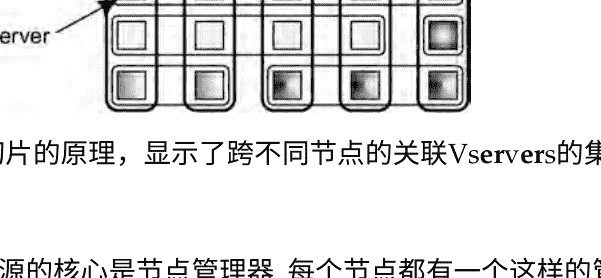 erver
切片的原理，显示了跨不同节点的关联Vservers的集
源的核心是节点管理器 每个节点都有一个这样的管